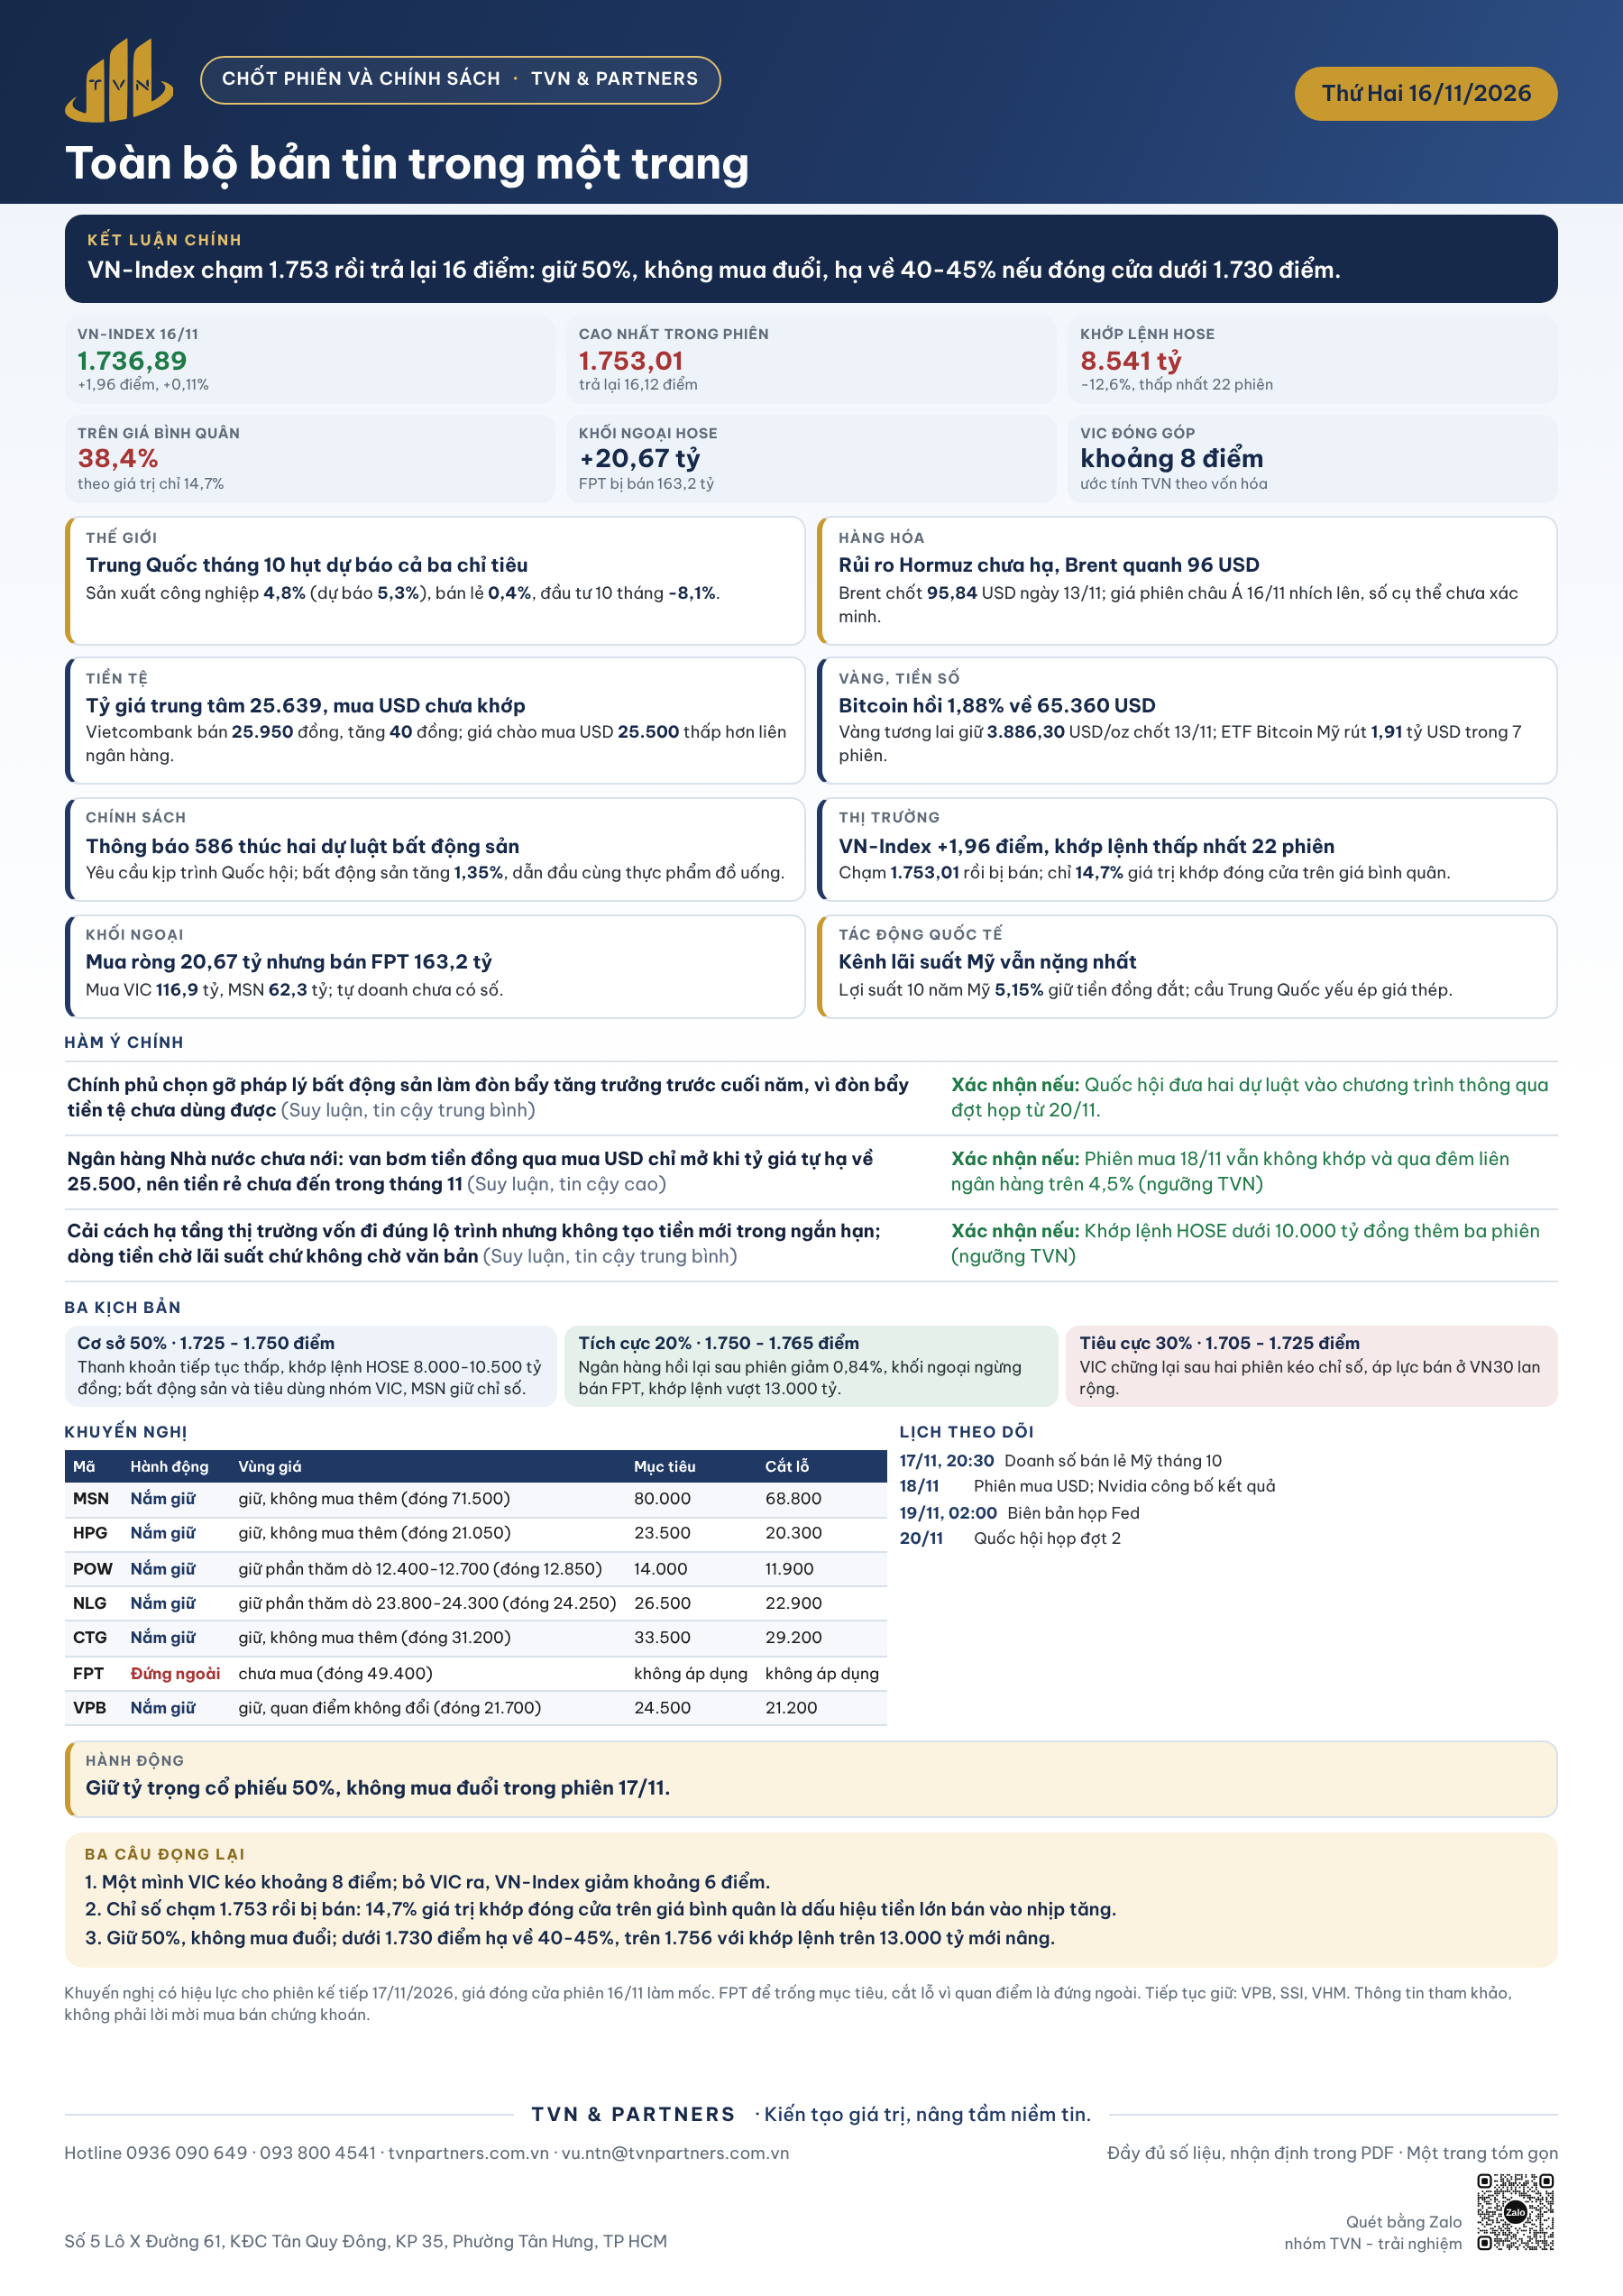 TVN
CHỐT PHIÊN VÀ CHÍNH SÁCH · TVN & PARTNERS
Thứ Hai 16/11/2026
Toàn bộ bản tin trong một trang
KẾT LUẬN CHÍNH
VN-Index chạm 1.753 rồi trả lại 16 điểm: giữ 50%, không mua đuổi, hạ về 40-45% nếu đóng cửa dưới 1.730 điểm.
VN-INDEX 16/11
1.736,89
+1,96 điểm, +0,11%
CAO NHẤT TRONG PHIÊN
1.753,01
trả lại 16,12 điểm
KHỚP LỆNH HOSE
8.541 tỷ
-12,6%, thấp nhất 22 phiên
TRÊN GIÁ BÌNH QUÂN
38,4%
theo giá trị chỉ 14,7%
KHỐI NGOẠI HOSE
+20,67 tỷ
FPT bị bán 163,2 tỷ
VIC ĐÓNG GÓP
khoảng 8 điểm
ước tính TVN theo vốn hóa
THẾ GIỚI
Trung Quốc tháng 10 hụt dự báo cả ba chỉ tiêu
Sản xuất công nghiệp 4,8% (dự báo 5,3%), bán lẻ 0,4%, đầu tư 10 tháng -8,1%.
HÀNG HÓA
Rủi ro Hormuz chưa hạ, Brent quanh 96 USD
Brent chốt 95,84 USD ngày 13/11; giá phiên châu Á 16/11 nhích lên, số cụ thể chưa xác
minh.
TIỀN TỆ
Tỷ giá trung tâm 25.639, mua USD chưa khớp
Vietcombank bán 25.950 đồng, tăng 40 đồng; giá chào mua USD 25.500 thấp hơn liên
ngân hàng.
VÀNG, TIỀN SỐ
Bitcoin hồi 1,88% về 65.360 USD
Vàng tương lai giữ 3.886,30 USD/oz chốt 13/11; ETF Bitcoin Mỹ rút 1,91 tỷ USD trong 7
phiên.
CHÍNH SÁCH
Thông báo 586 thúc hai dự luật bất động sản
Yêu cầu kịp trình Quốc hội; bất động sản tăng 1,35%, dẫn đầu cùng thực phẩm đồ uống.
THỊ TRƯỜNG
VN-Index +1,96 điểm, khớp lệnh thấp nhất 22 phiên
Chạm 1.753,01 rồi bị bán; chỉ 14,7% giá trị khớp đóng cửa trên giá bình quân.
KHỐI NGOẠI
Mua ròng 20,67 tỷ nhưng bán FPT 163,2 tỷ
Mua VIC 116,9 tỷ, MSN 62,3 tỷ; tự doanh chưa có số.
TÁC ĐỘNG QUỐC TẾ
Kênh lãi suất Mỹ vẫn nặng nhất
Lợi suất 10 năm Mỹ 5,15% giữ tiền đồng đắt; cầu Trung Quốc yếu ép giá thép.
HÀM Ý CHÍNH
Chính phủ chọn gỡ pháp lý bất động sản làm đòn bẩy tăng trưởng trước cuối năm, vì đòn bẩy
tiền tệ chưa dùng được (Suy luận, tin cậy trung bình)
Xác nhận nếu: Quốc hội đưa hai dự luật vào chương trình thông qua
đợt họp từ 20/11.
Ngân hàng Nhà nước chưa nới: van bơm tiền đồng qua mua USD chỉ mở khi tỷ giá tự hạ về
25.500, nên tiền rẻ chưa đến trong tháng 11 (Suy luận, tin cậy cao)
Xác nhận nếu: Phiên mua 18/11 vẫn không khớp và qua đêm liên
ngân hàng trên 4,5% (ngưỡng TVN)
Cải cách hạ tầng thị trường vốn đi đúng lộ trình nhưng không tạo tiền mới trong ngắn hạn;
dòng tiền chờ lãi suất chứ không chờ văn bản (Suy luận, tin cậy trung bình)
Xác nhận nếu: Khớp lệnh HOSE dưới 10.000 tỷ đồng thêm ba phiên
(ngưỡng TVN)
BA KỊCH BẢN
Cơ sở 50% · 1.725 - 1.750 điểm
Thanh khoản tiếp tục thấp, khớp lệnh HOSE 8.000-10.500 tỷ
đồng; bất động sản và tiêu dùng nhóm VIC, MSN giữ chỉ số.
Tích cực 20% · 1.750 - 1.765 điểm
Ngân hàng hồi lại sau phiên giảm 0,84%, khối ngoại ngừng
bán FPT, khớp lệnh vượt 13.000 tỷ.
Tiêu cực 30% · 1.705 - 1.725 điểm
VIC chững lại sau hai phiên kéo chỉ số, áp lực bán ở VN30 lan
rộng.
KHUYẾN NGHỊ
Mã Hành động Vùng giá Mục tiêu Cắt lỗ
MSN Nắm giữ giữ, không mua thêm (đóng 71.500) 80.000 68.800
HPG Nắm giữ giữ, không mua thêm (đóng 21.050) 23.500 20.300
POW Nắm giữ giữ phần thăm dò 12.400-12.700 (đóng 12.850) 14.000 11.900
NLG Nắm giữ giữ phần thăm dò 23.800-24.300 (đóng 24.250) 26.500 22.900
CTG Nắm giữ giữ, không mua thêm (đóng 31.200) 33.500 29.200
FPT Đứng ngoài chưa mua (đóng 49.400) không áp dụng không áp dụng
VPB Nắm giữ giữ, quan điểm không đổi (đóng 21.700) 24.500 21.200
LỊCH THEO DÕI
17/11, 20:30 Doanh số bán lẻ Mỹ tháng 10
18/11 Phiên mua USD; Nvidia công bố kết quả
19/11, 02:00 Biên bản họp Fed
20/11 Quốc hội họp đợt 2
HÀNH ĐỘNG
Giữ tỷ trọng cổ phiếu 50%, không mua đuổi trong phiên 17/11.
BA CÂU ĐỌNG LẠI
1. Một mình VIC kéo khoảng 8 điểm; bỏ VIC ra, VN-Index giảm khoảng 6 điểm.
2. Chỉ số chạm 1.753 rồi bị bán: 14,7% giá trị khớp đóng cửa trên giá bình quân là dấu hiệu tiền lớn bán vào nhịp tăng.
3. Giữ 50%, không mua đuổi; dưới 1.730 điểm hạ về 40-45%, trên 1.756 với khớp lệnh trên 13.000 tỷ mới nâng.
Khuyến nghị có hiệu lực cho phiên kế tiếp 17/11/2026, giá đóng cửa phiên 16/11 làm mốc. FPT để trống mục tiêu, cắt lỗ vì quan điểm là đứng ngoài. Tiếp tục giữ: VPB, SSI, VHM. Thông tin tham khảo,
không phải lời mời mua bán chứng khoán.
TVN & PARTNERS · Kiến tạo giá trị, nâng tầm niềm tin.
Hotline 0936 090 649 · 093 800 4541 · tvnpartners.com.vn · vu.ntn@tvnpartners.com.vn
Đầy đủ số liệu, nhận định trong PDF · Một trang tóm gọn
Zalo
Quét bằng Zalo
nhóm TVN - trải nghiệm
Số 5 Lô X Đường 61, KĐC Tân Quy Đông, KP 35, Phường Tân Hưng, TP HCM